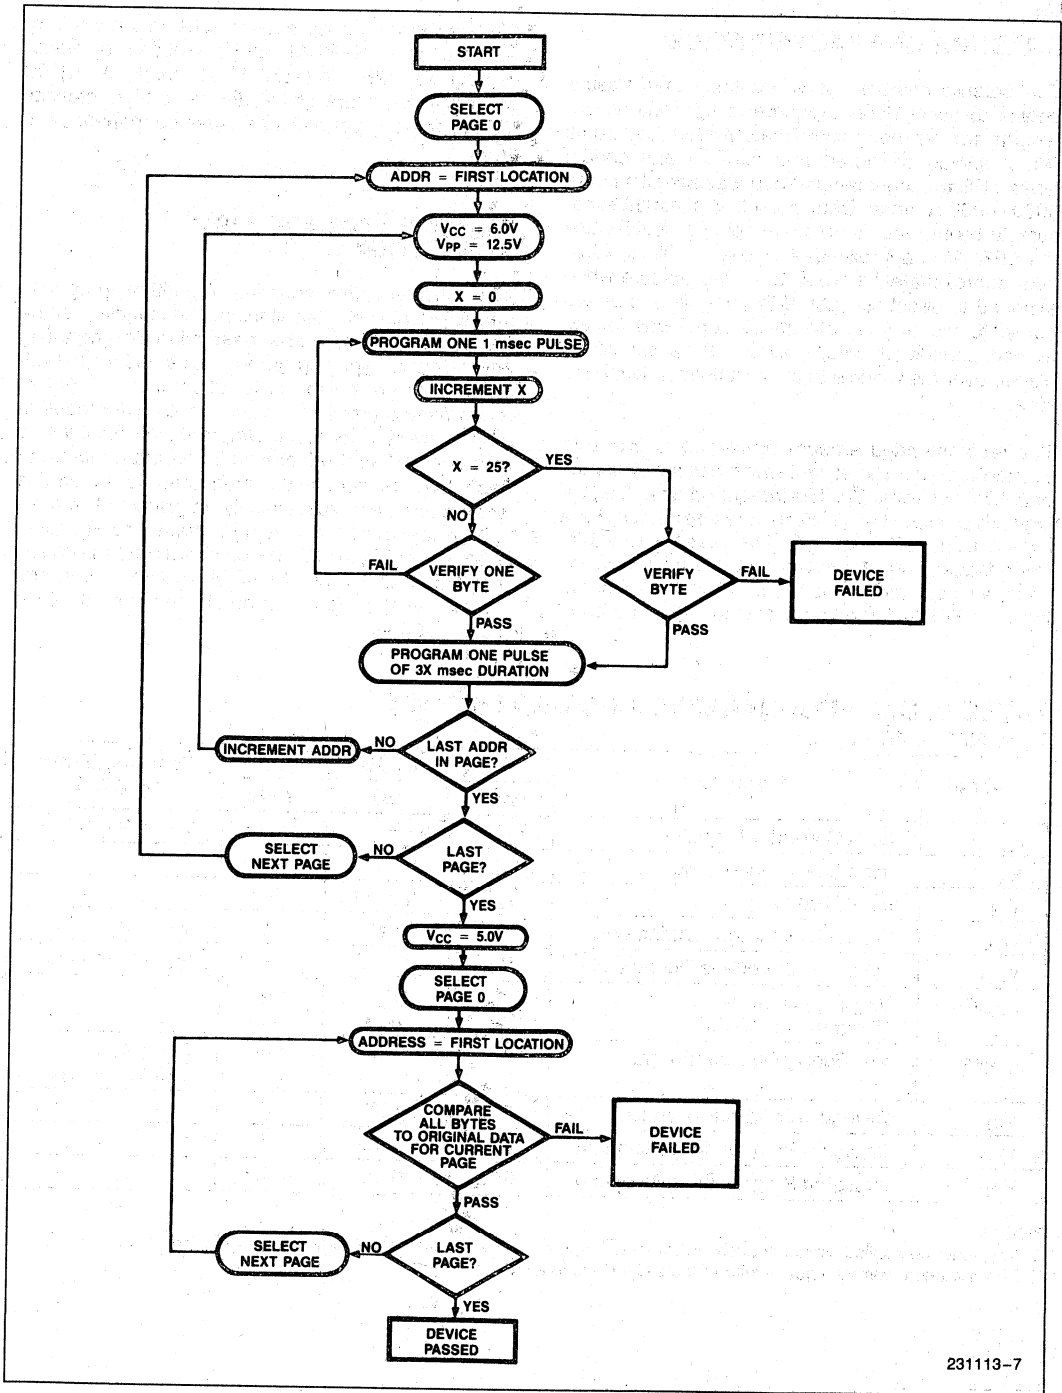 START
SELECT
PAGE 0
ADDR = FIRST LOCATION
VCC = 6.0V
VPP = 12.5V
X = 0
PROGRAM ONE 1 msec PULSE
INCREMENT X
X = 25?
YES
NO
VERIFY ONE
BYTE
FAIL
PASS
VERIFY
BYTE
FAIL
PASS
DEVICE
FAILED
PROGRAM ONE PULSE
OF 3X msec DURATION
LAST ADDR
IN PAGE?
NO
INCREMENT ADDR
YES
LAST
PAGE?
NO
SELECT
NEXT PAGE
YES
VCC = 5.0V
SELECT
PAGE 0
ADDRESS = FIRST LOCATION
COMPARE
ALL BYTES
TO ORIGINAL DATA
FOR CURRENT
PAGE
FAIL
DEVICE
FAILED
PASS
LAST
PAGE?
NO
SELECT
NEXT PAGE
YES
DEVICE
PASSED
231113-7